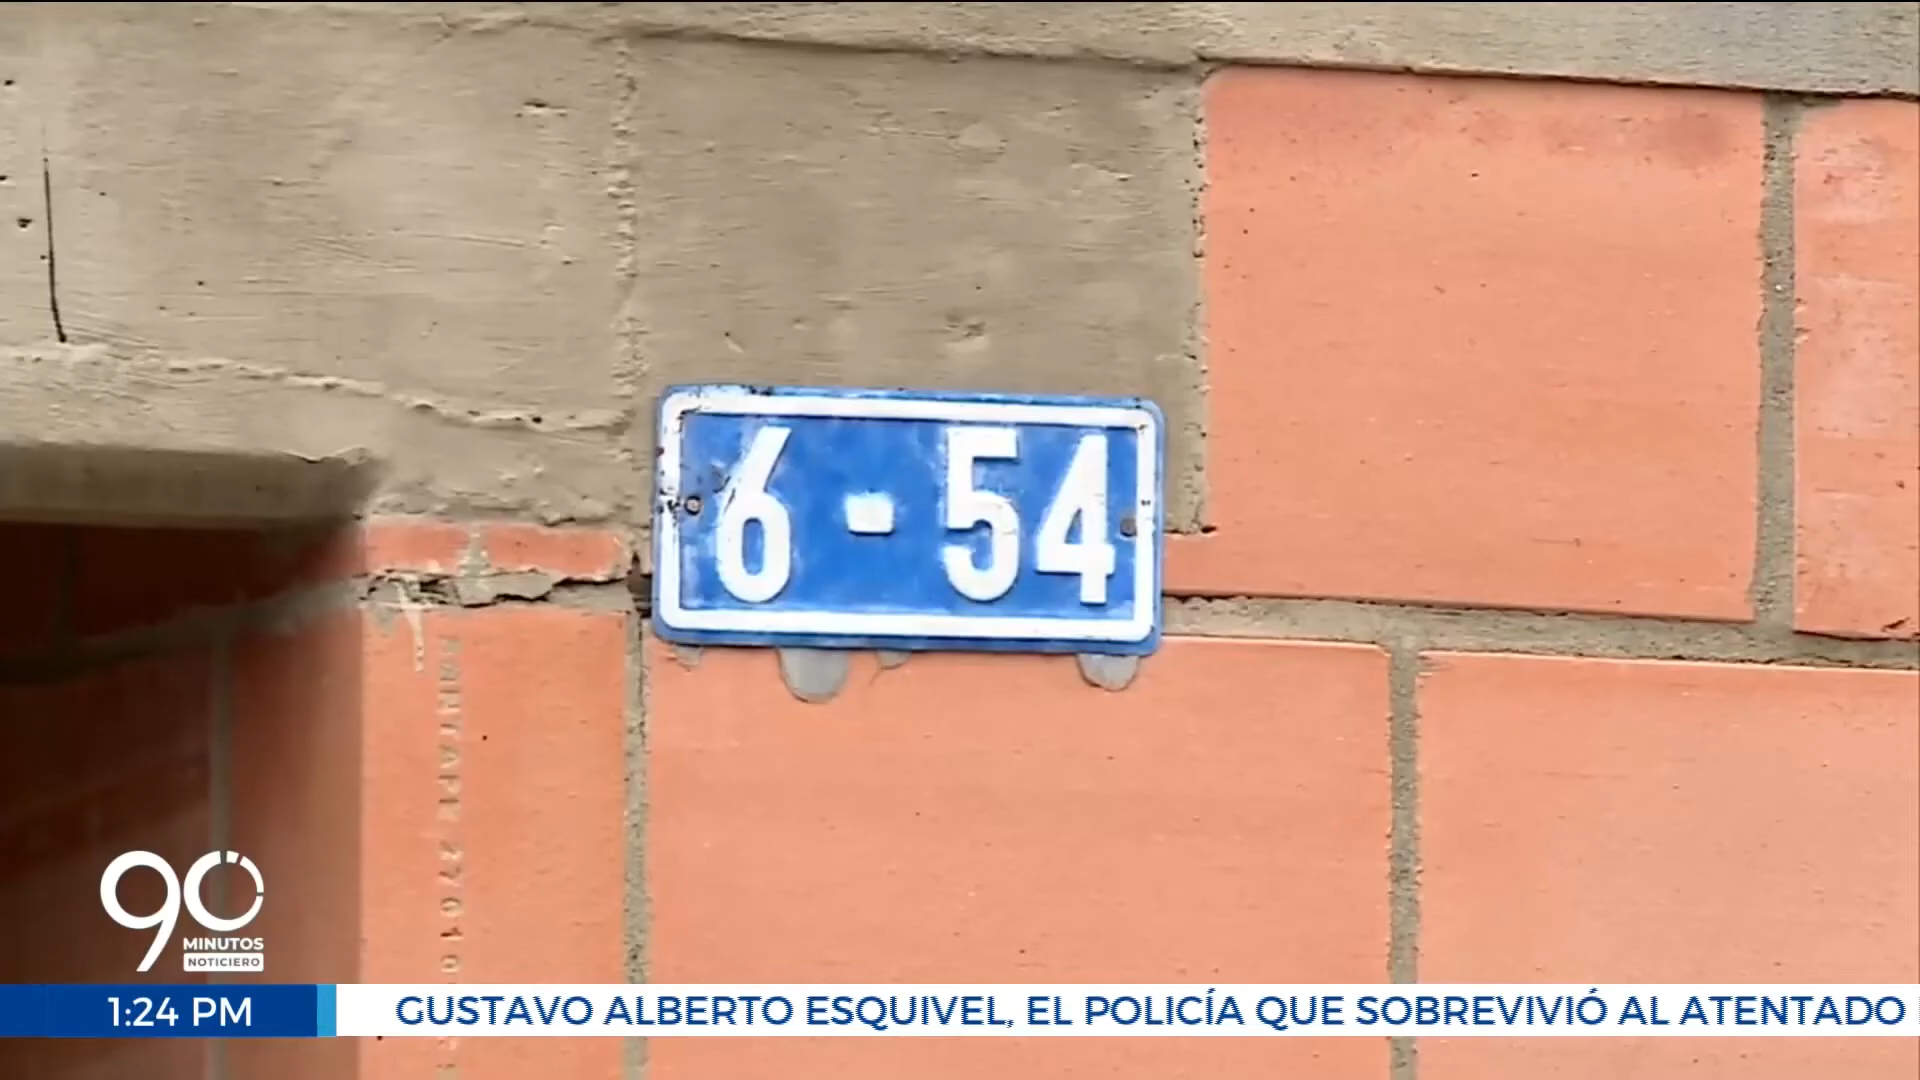 6 - 54
90
MINUTOS
NOTICIERO
1:24 PM
GUSTAVO ALBERTO ESQUIVEL, EL POLICÍA QUE SOBREVIVIÓ AL ATENTADO